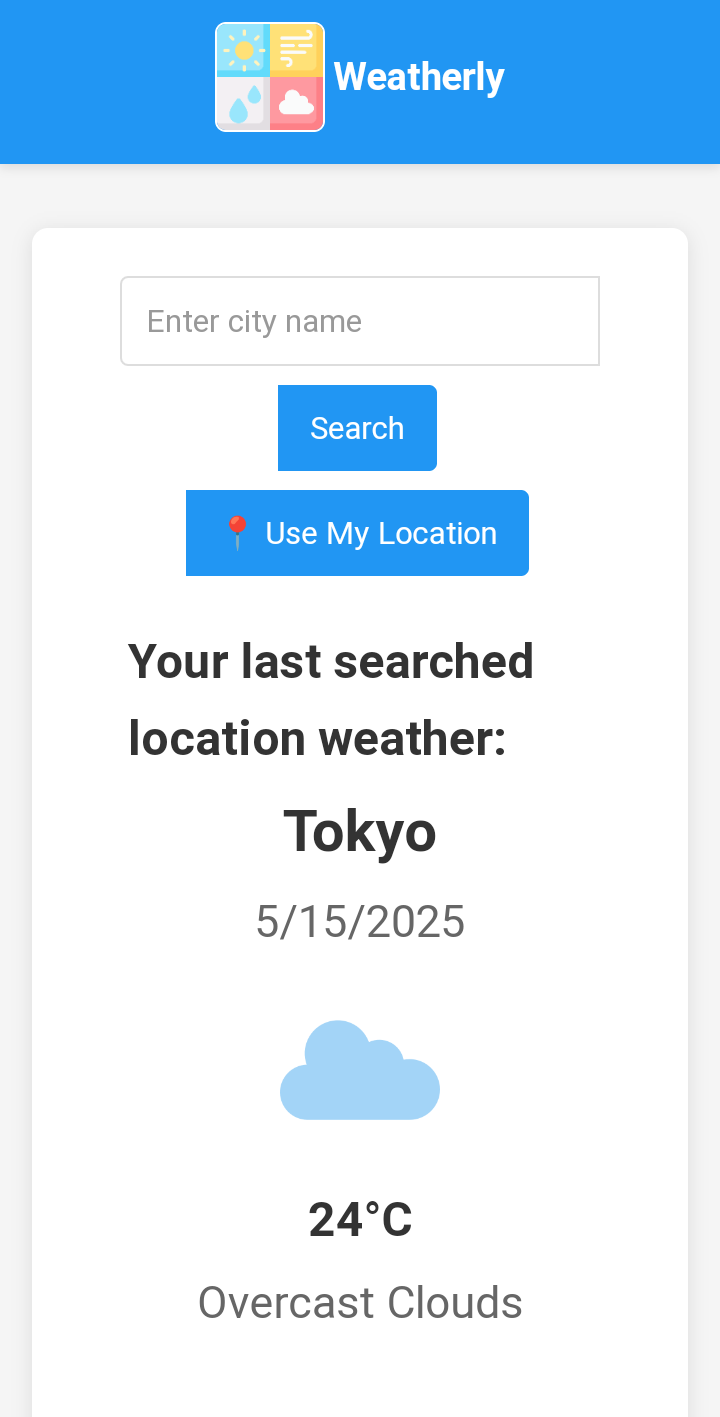 Weatherly
Enter city name
Search
📍 Use My Location
Your last searched
location weather:
Tokyo
5/15/2025
24°C
Overcast Clouds